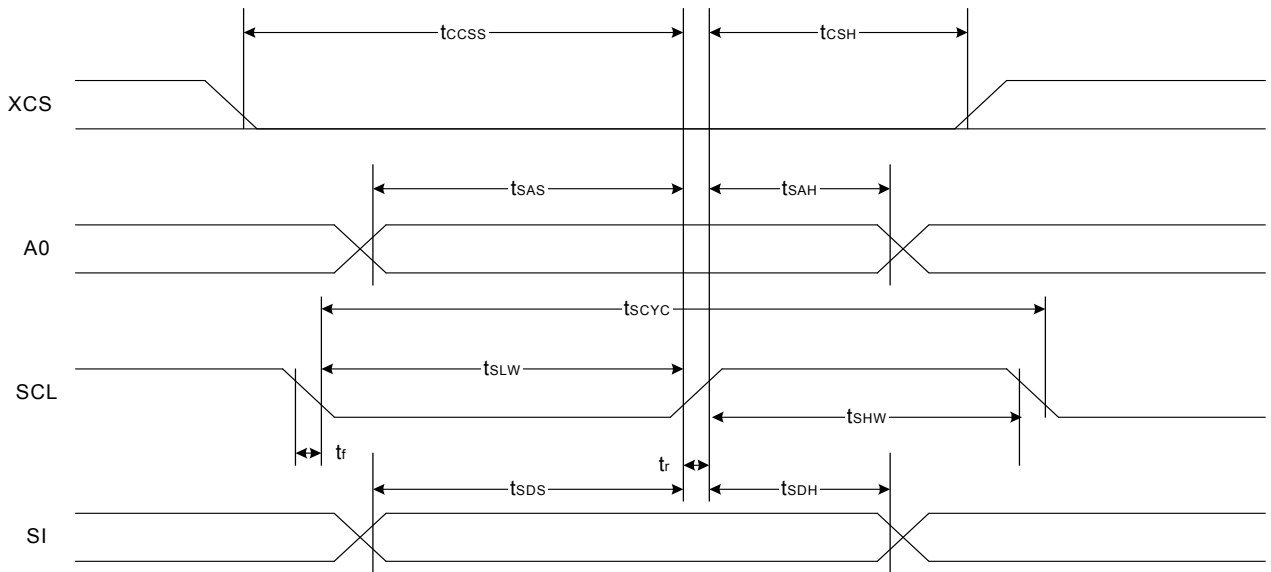 tCCSS
tCSH
XCS
tSAS
tSAH
A0
tSCYC
tSLW
SCL
tSHW
tf
tr
tSDS
tSDH
SI